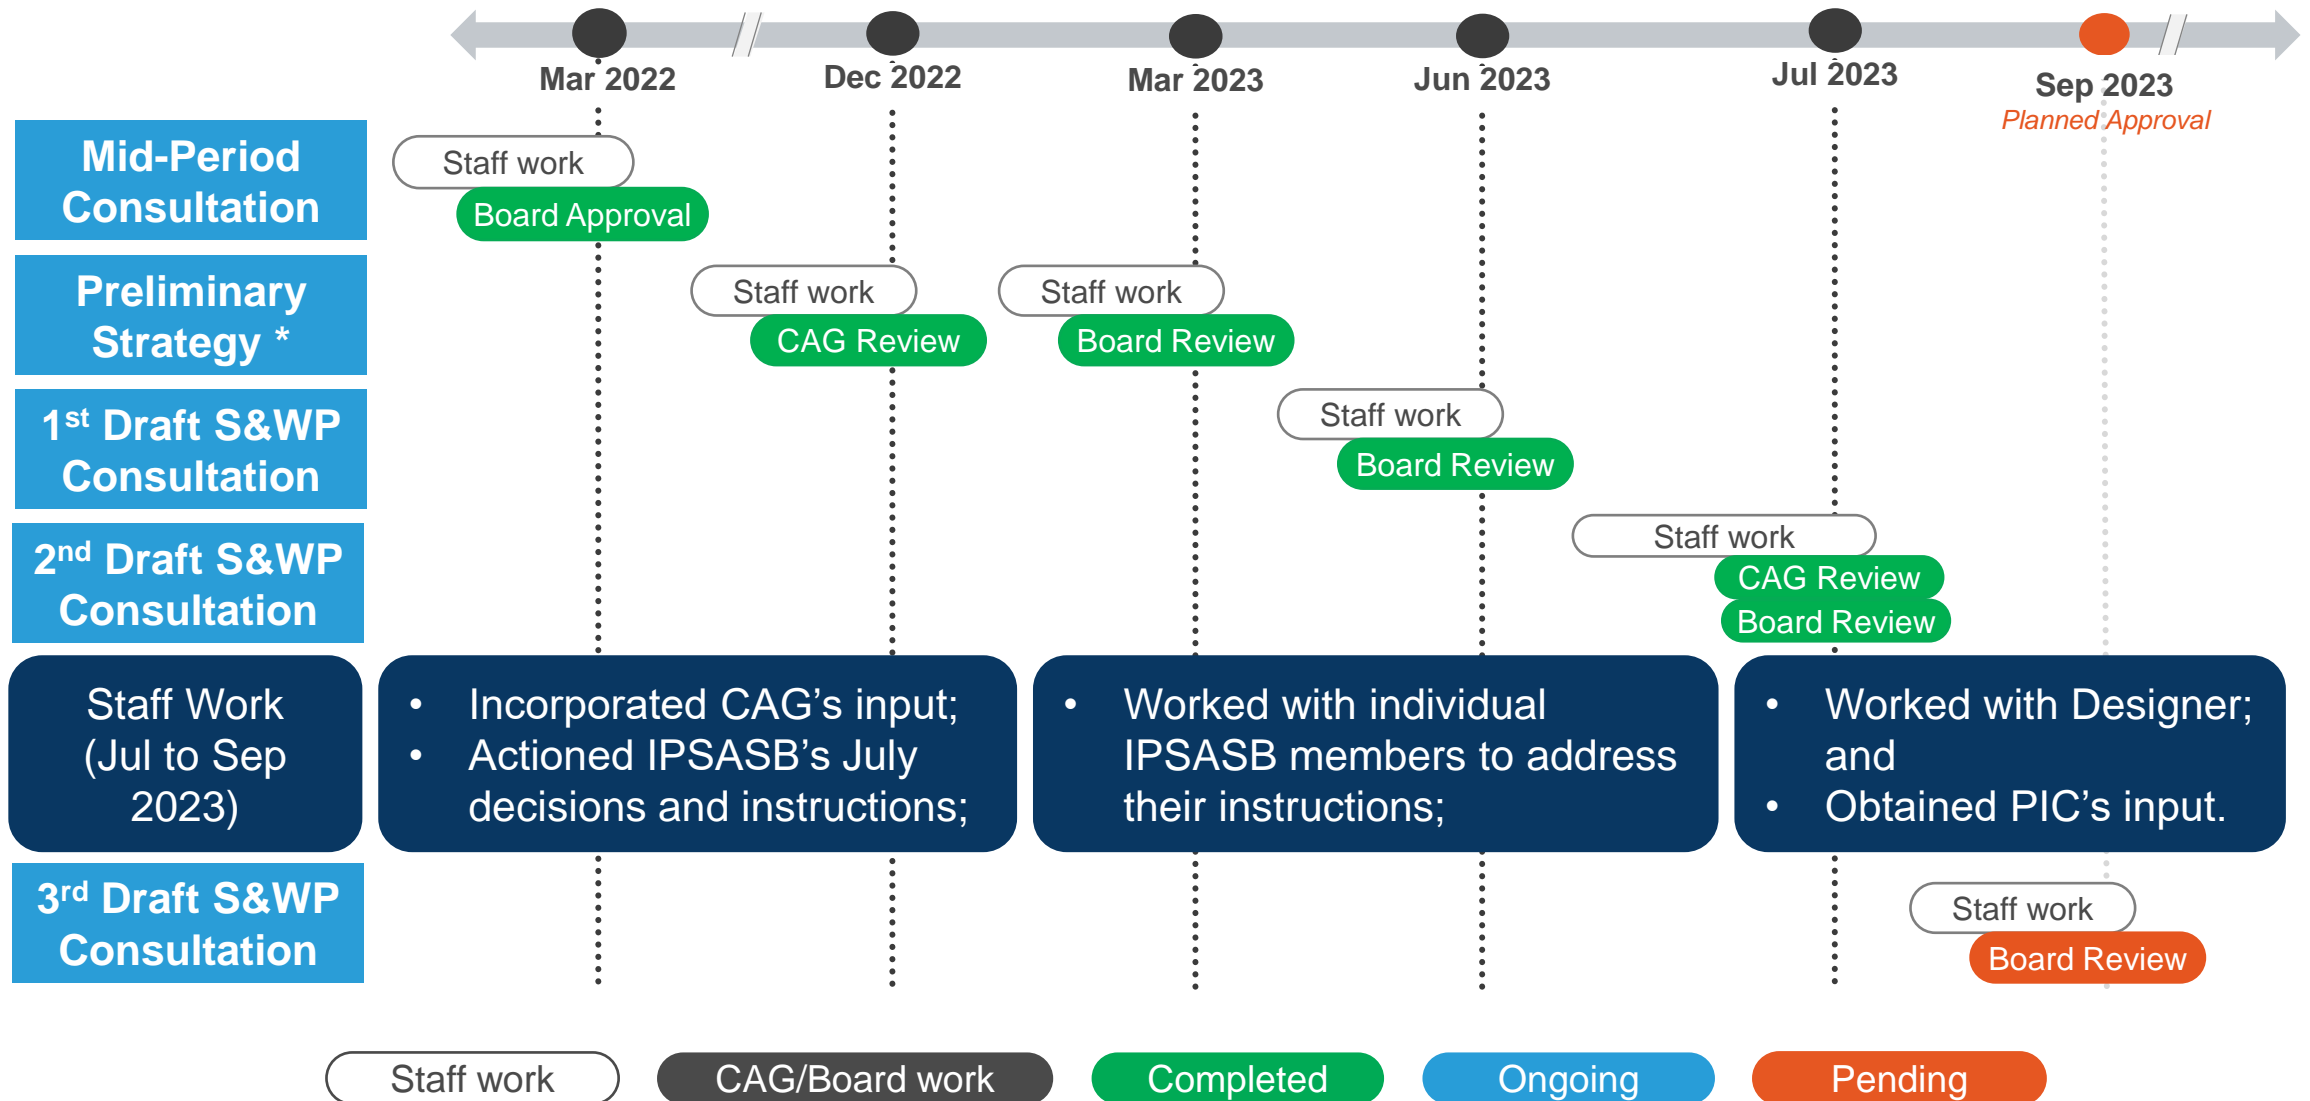 Mar 2022
Dec 2022
Mar 2023
Jun 2023
Jul 2023
Sep 2023
Planned Approval
Mid-Period
Consultation
Staff work
Board Approval
Preliminary
Strategy *
Staff work
CAG Review
Staff work
Board Review
1st Draft S&WP
Consultation
Staff work
Board Review
2nd Draft S&WP
Consultation
Staff work
CAG Review
Board Review
Staff Work
(Jul to Sep
2023)
• Incorporated CAG’s input;
• Actioned IPSASB’s July
decisions and instructions;
• Worked with individual
IPSASB members to address
their instructions;
• Worked with Designer;
and
• Obtained PIC’s input.
3rd Draft S&WP
Consultation
Staff work
Board Review
Staff work
CAG/Board work
Completed
Ongoing
Pending